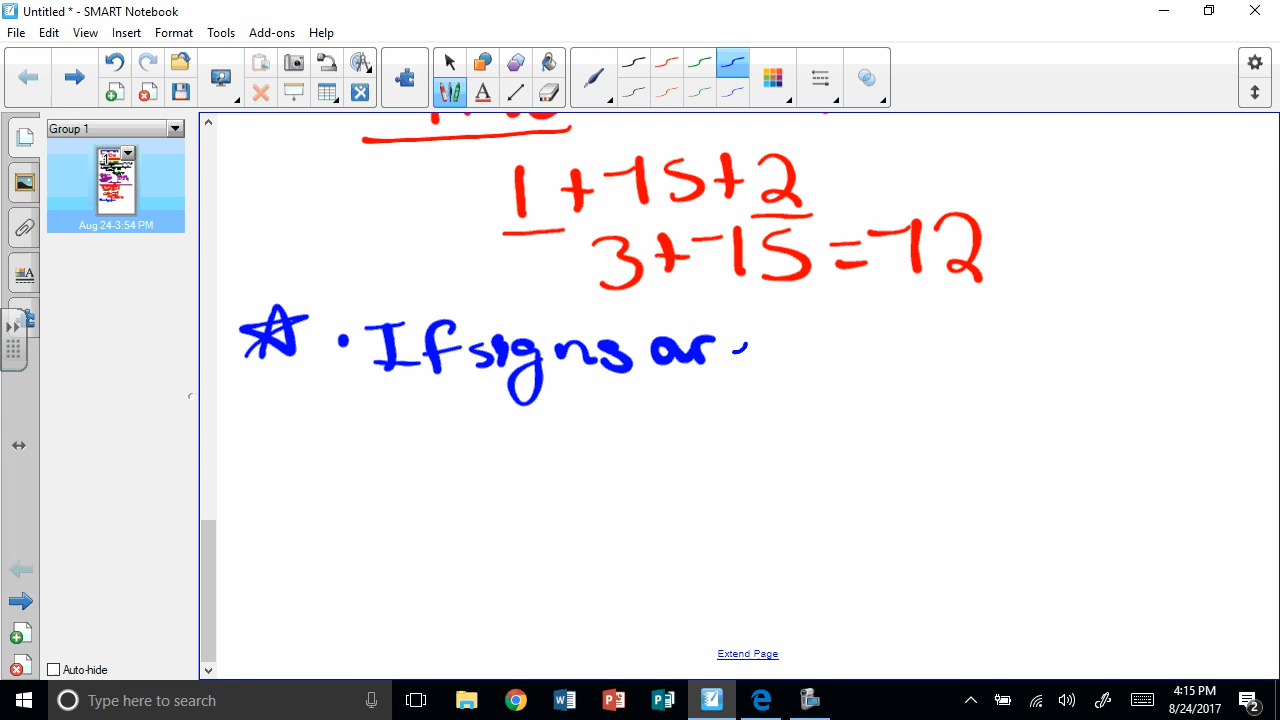 Untitled * - SMART Notebook
File Edit View Insert Format Tools Add-ons Help
Group 1
1
Aug 24-3:54 PM
1 + -15 + 2
3 + -15 = -12
• If signs ar
Extend Page
Auto-hide
Type here to search
4:15 PM
8/24/2017
2